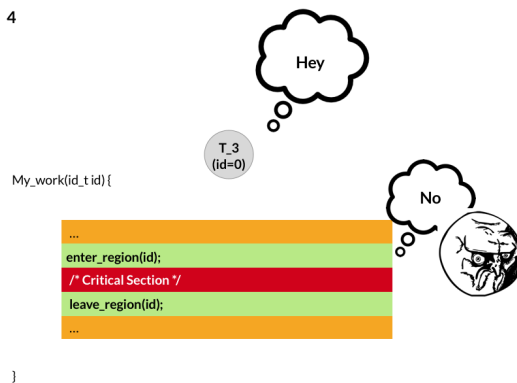 4
Hey
T_3
(id=0)
My_work(id_t id) {
No
...
enter_region(id);
/* Critical Section */
leave_region(id);
...
}